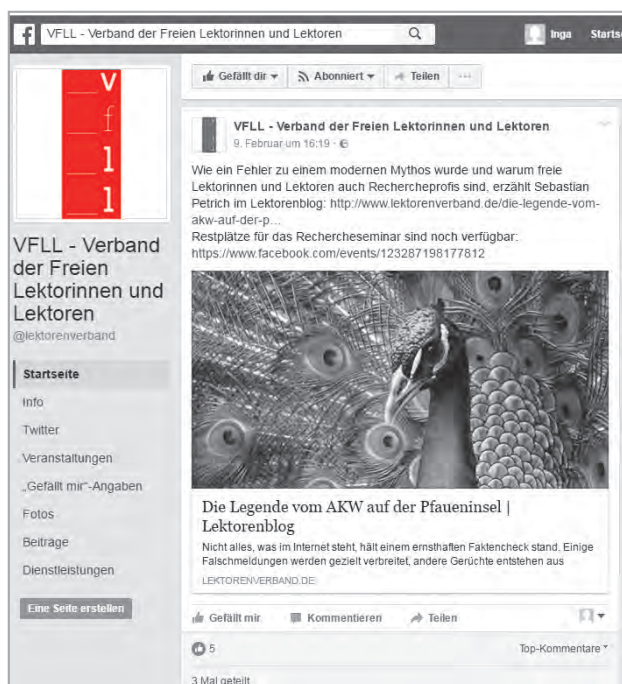 f VFLL - Verband der Freien Lektorinnen und Lektoren
Inga Startse
v
f
l
l
VFLL - Verband
der Freien
Lektorinnen und
Lektoren
@lektorenverband
Startseite
Info
Twitter
Veranstaltungen
„Gefällt mir“-Angaben
Fotos
Beiträge
Dienstleistungen
Eine Seite erstellen
Gefällt dir Abonniert Teilen ...
VFLL - Verband der Freien Lektorinnen und Lektoren
9. Februar um 16:19 ·
Wie ein Fehler zu einem modernen Mythos wurde und warum freie
Lektorinnen und Lektoren auch Rechercheprofis sind, erzählt Sebastian
Petrich im Lektorenblog: http://www.lektorenverband.de/die-legende-vom-
akw-auf-der-p...
Restplätze für das Rechercheseminar sind noch verfügbar:
https://www.facebook.com/events/123287198177812
Die Legende vom AKW auf der Pfaueninsel |
Lektorenblog
Nicht alles, was im Internet steht, hält einem ernsthaften Faktencheck stand. Einige
Falschmeldungen werden gezielt verbreitet, andere Gerüchte entstehen aus
LEKTORENVERBAND.DE
Gefällt mir Kommentieren Teilen
5 Top-Kommentare
3 Mal geteilt